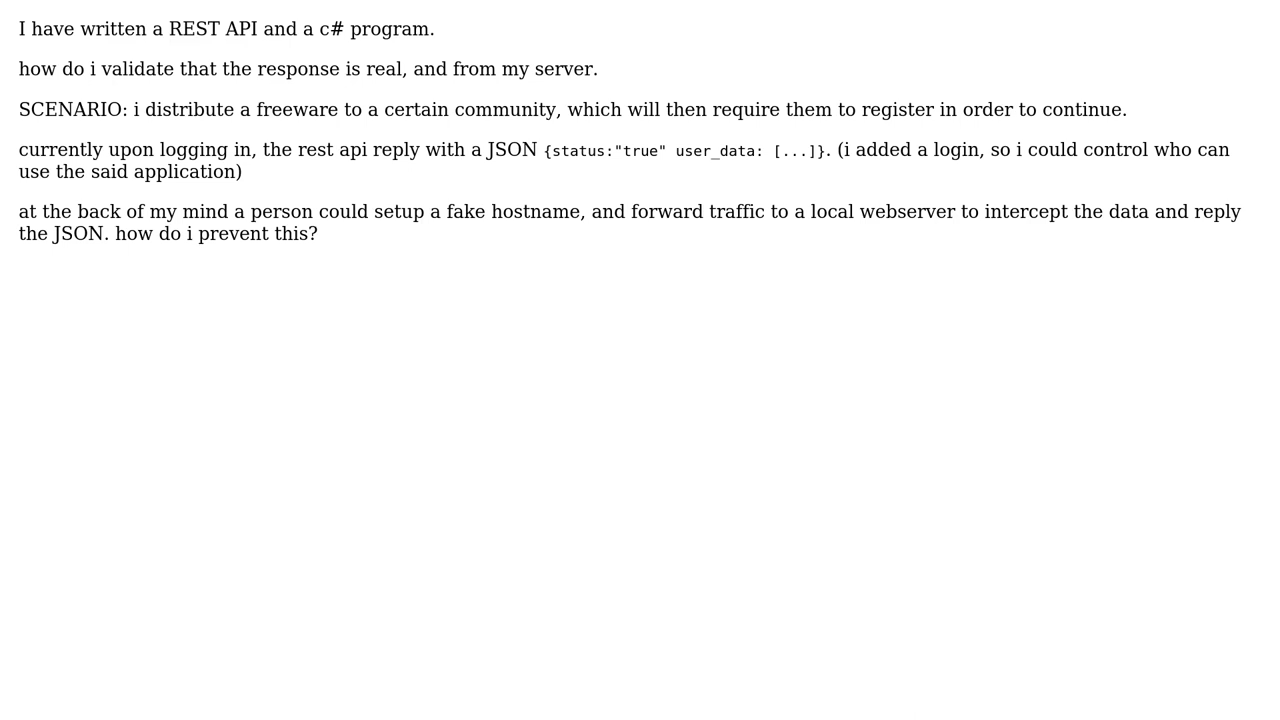 I have written a REST API and a c# program.
how do i validate that the response is real, and from my server.
SCENARIO: i distribute a freeware to a certain community, which will then require them to register in order to continue.
currently upon logging in, the rest api reply with a JSON {status:"true" user_data: [...]}. (i added a login, so i could control who can
use the said application)
at the back of my mind a person could setup a fake hostname, and forward traffic to a local webserver to intercept the data and reply
the JSON. how do i prevent this?